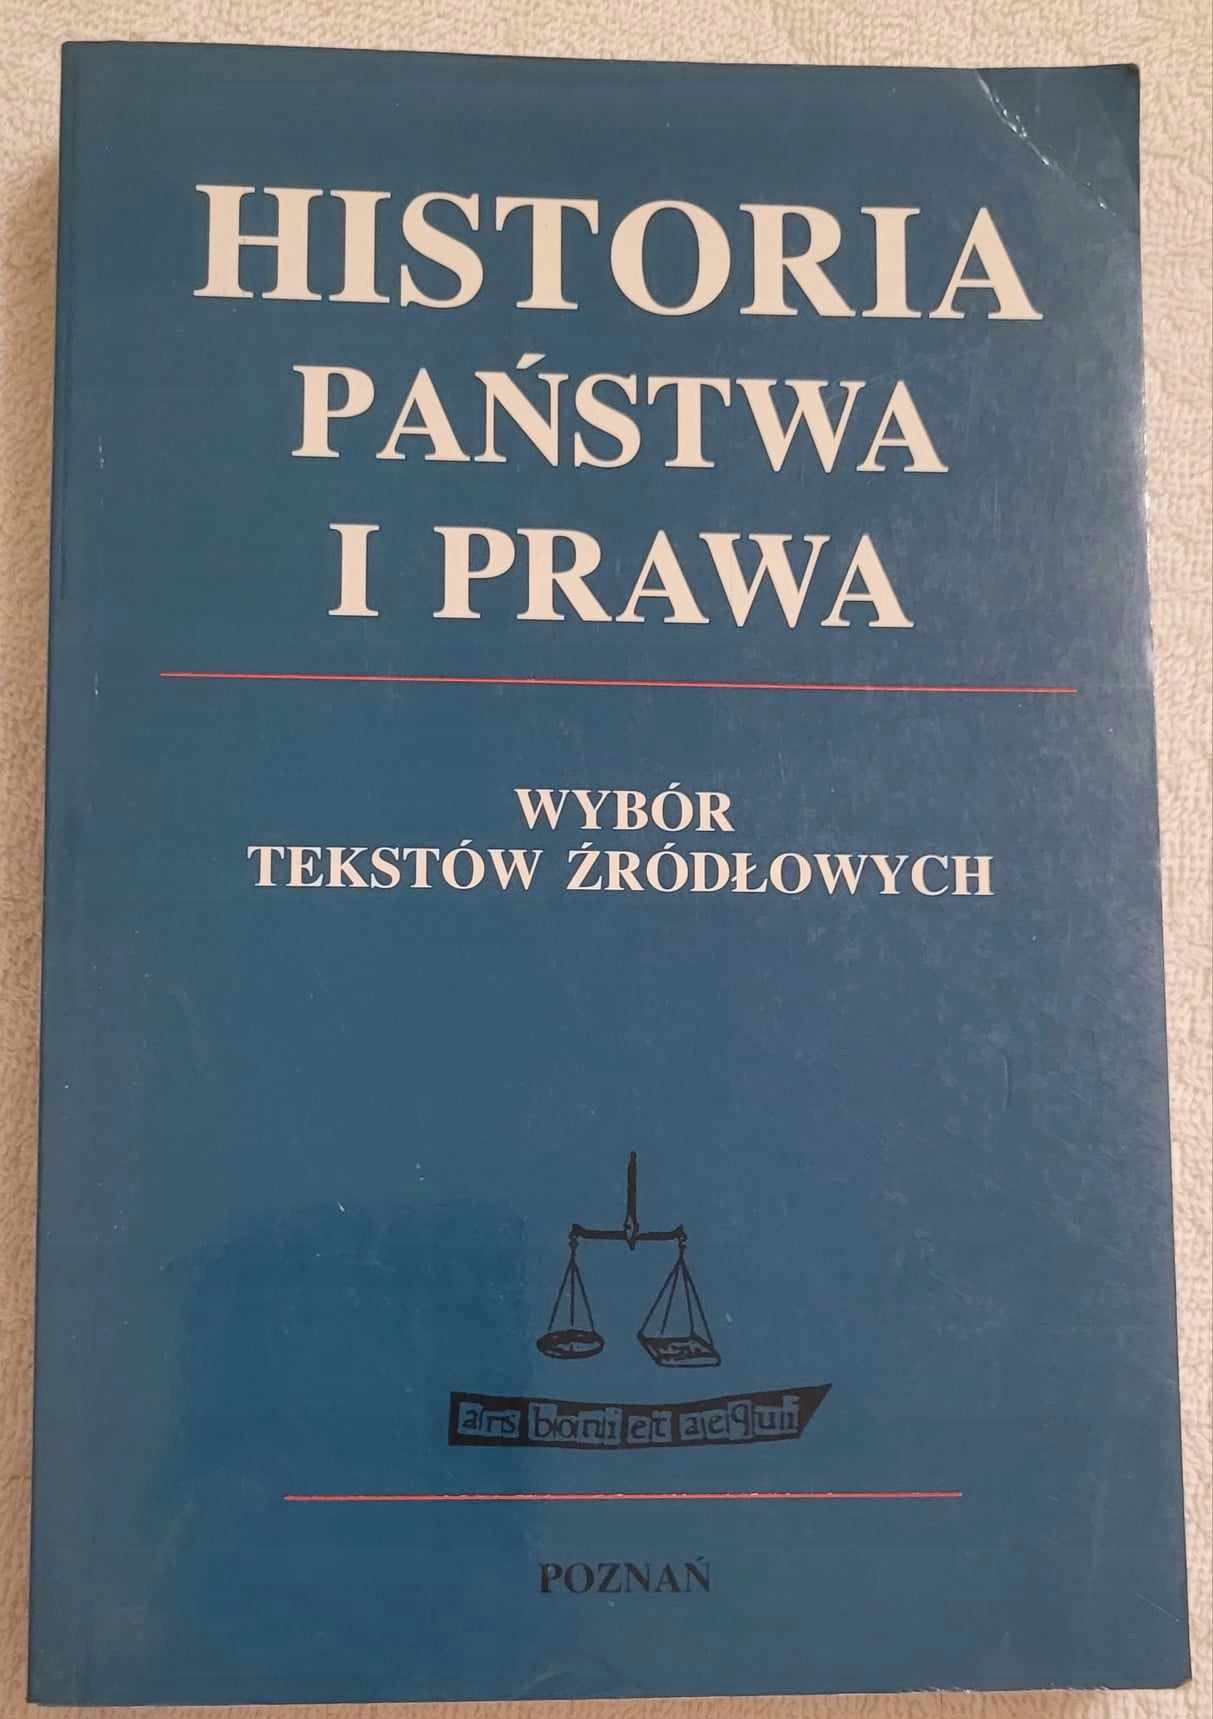 HISTORIA
PAŃSTWA
I PRAWA
WYBÓR
TEKSTÓW ŹRÓDŁOWYCH
ars boni et aequi
POZNAŃ